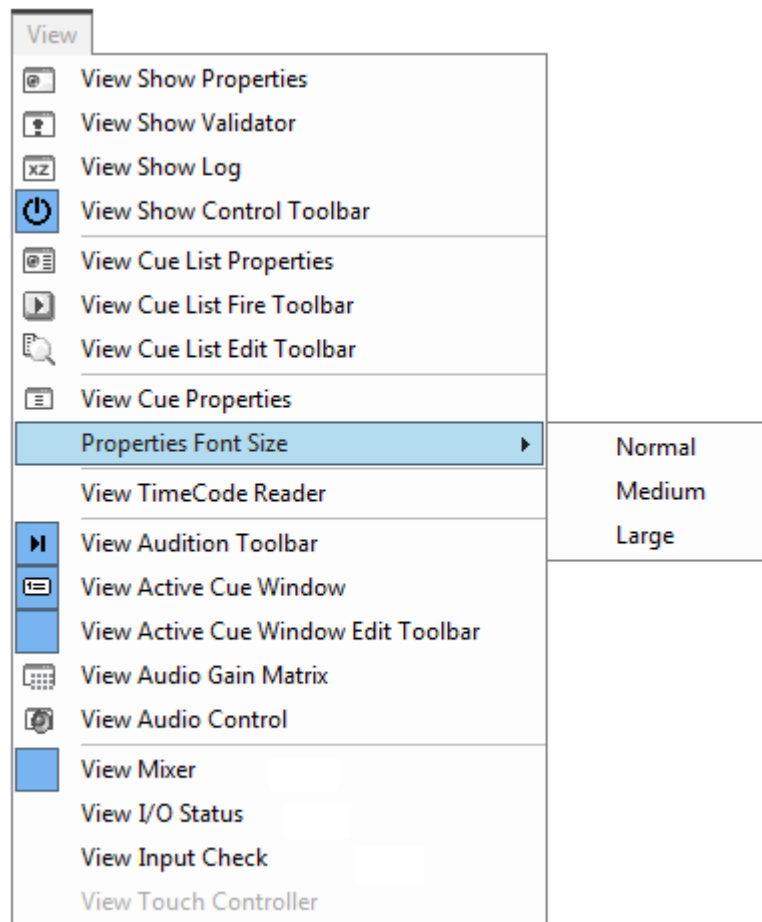 View
View Show Properties
View Show Validator
XZ View Show Log
View Show Control Toolbar
View Cue List Properties
View Cue List Fire Toolbar
View Cue List Edit Toolbar
View Cue Properties
Properties Font Size
Normal
Medium
Large
View TimeCode Reader
View Audition Toolbar
View Active Cue Window
View Active Cue Window Edit Toolbar
View Audio Gain Matrix
View Audio Control
View Mixer
View I/O Status
View Input Check
View Touch Controller